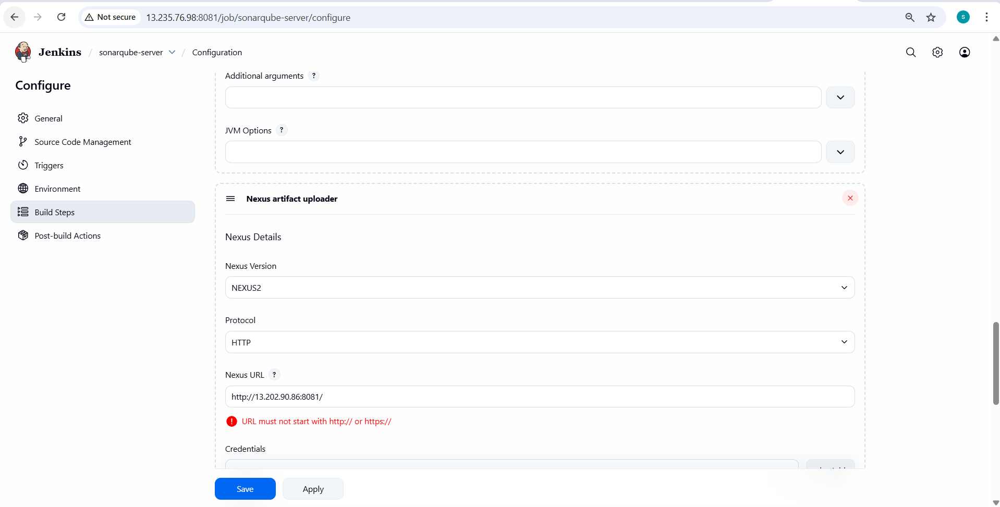 Not secure 13.235.76.98:8081/job/sonarqube-server/configure
S
Jenkins / sonarqube-server / Configuration
Configure
General
Source Code Management
Triggers
Environment
Build Steps
Post-build Actions
Additional arguments ?
JVM Options ?
Nexus artifact uploader
Nexus Details
Nexus Version
NEXUS2
Protocol
HTTP
Nexus URL ?
http://13.202.90.86:8081/
URL must not start with http:// or https://
Credentials
Save Apply